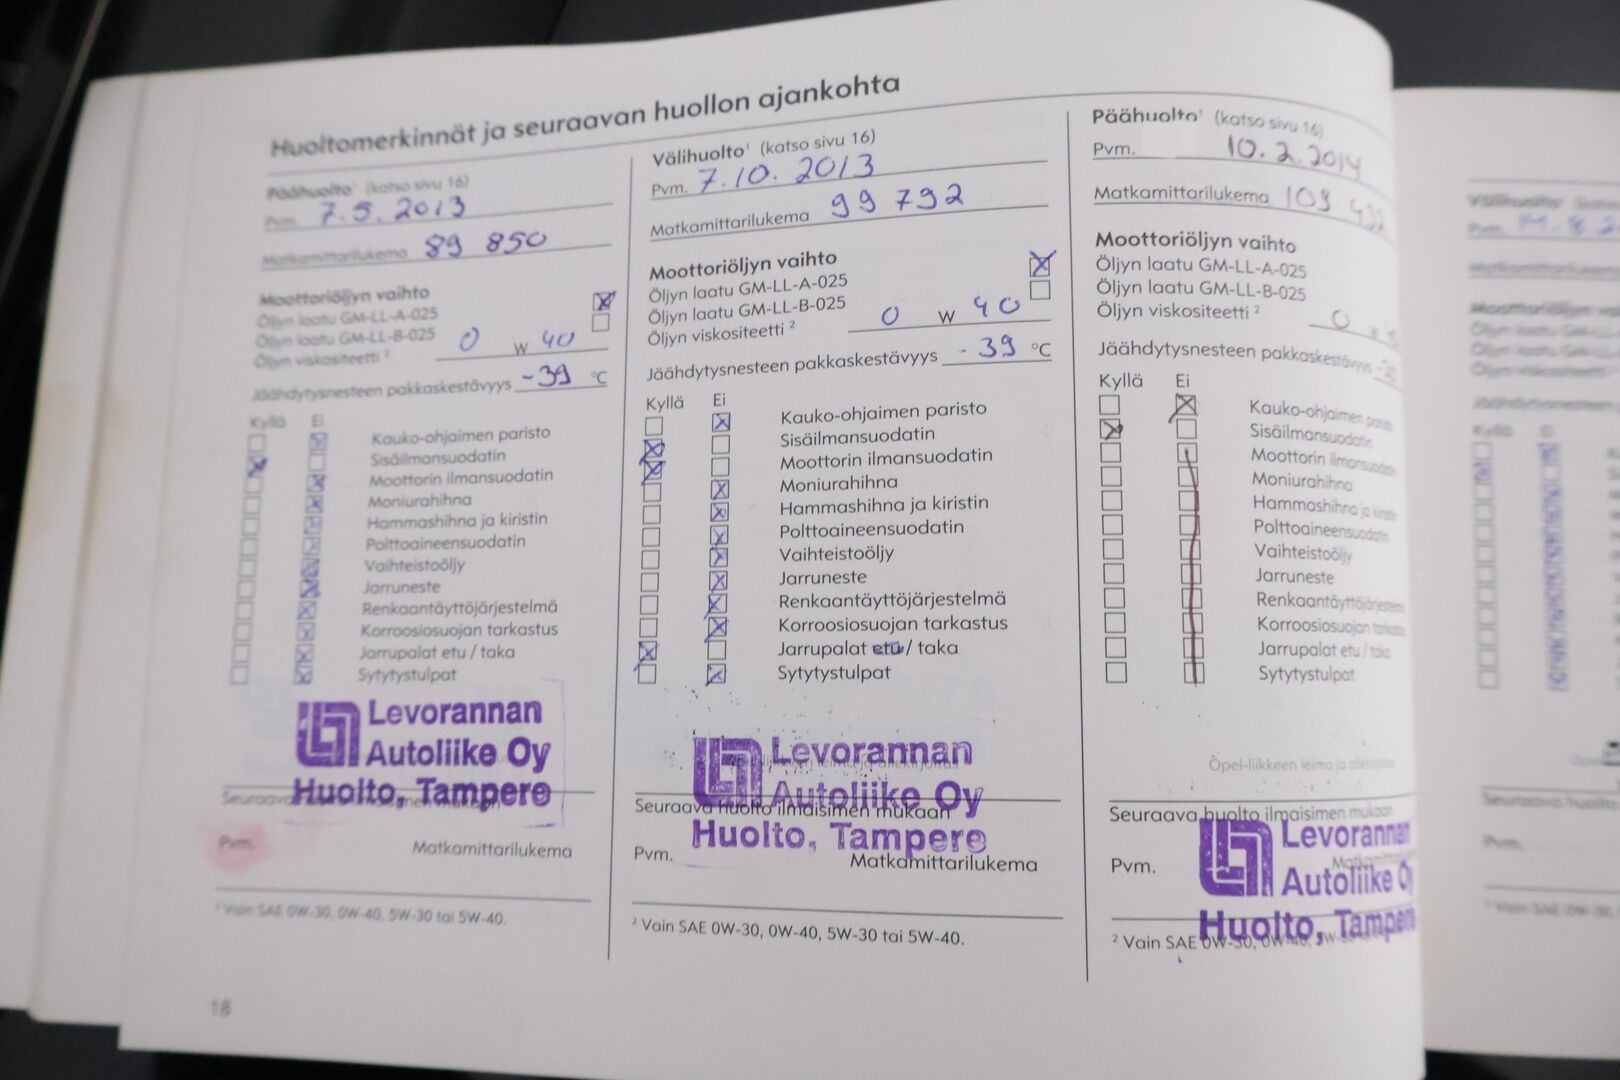 Huoltomerkinnät ja seuraavan huollon ajankohta
Päähuolto¹ (katso sivu 16)
Pvm. 7.5.2013
Matkamittarilukema 89 850
Moottoriöljyn vaihto
Öljyn laatu GM-LL-A-025
Öljyn laatu GM-LL-B-025
Öljyn viskositeetti ² 0 W 40
Jäähdytysnesteen pakkaskestävyys -39 °C
Kyllä Ei
Kauko-ohjaimen paristo
Sisäilmansuodatin
Moottorin ilmansuodatin
Moniurahihna
Hammashihna ja kiristin
Polttoaineensuodatin
Vaihteistoöljy
Jarruneste
Renkaantäyttöjärjestelmä
Korroosiosuojan tarkastus
Jarrupalat etu / taka
Sytytystulpat
Levorannan
Autoliike Oy
Huolto, Tampere
Seuraava
Pvm. Matkamittarilukema
Vain SAE 0W-30, 0W-40, 5W-30 tai 5W-40.
18
Välihuolto¹ (katso sivu 16)
Pvm. 7.10.2013
Matkamittarilukema 99 792
Moottoriöljyn vaihto
Öljyn laatu GM-LL-A-025
Öljyn laatu GM-LL-B-025
Öljyn viskositeetti ² 0 W 40
Jäähdytysnesteen pakkaskestävyys -39 °C
Kyllä Ei
Kauko-ohjaimen paristo
Sisäilmansuodatin
Moottorin ilmansuodatin
Moniurahihna
Hammashihna ja kiristin
Polttoaineensuodatin
Vaihteistoöljy
Jarruneste
Renkaantäyttöjärjestelmä
Korroosiosuojan tarkastus
Jarrupalat etu / taka
Sytytystulpat
Levorannan
Autoliike Oy
Seuraava huolto ilmaisimen mukaan
Huolto, Tampere
Pvm. Matkamittarilukema
² Vain SAE 0W-30, 0W-40, 5W-30 tai 5W-40.
Päähuolto¹ (katso sivu 16)
Pvm. 10.2.2014
Matkamittarilukema 109 432
Moottoriöljyn vaihto
Öljyn laatu GM-LL-A-025
Öljyn laatu GM-LL-B-025
Öljyn viskositeetti ² 0
Jäähdytysnesteen pakkaskestävyys
Kyllä Ei
Kauko-ohjaimen paristo
Sisäilmansuodatin
Moottorin ilmansuodatin
Moniurahihna
Hammashihna ja kiristin
Polttoaineensuodatin
Vaihteistoöljy
Jarruneste
Renkaantäyttöjärjestelmä
Korroosiosuojan tarkastus
Jarrupalat etu / taka
Sytytystulpat
Opel-liikkeen leima ja allekirjoitus
Seuraava huolto ilmaisimen mukaan
Levorannan
Pvm.
Autoliike Oy
Huolto, Tampere
² Vain SAE 0W-30, 0W-40,
Välihuolto
Pvm.